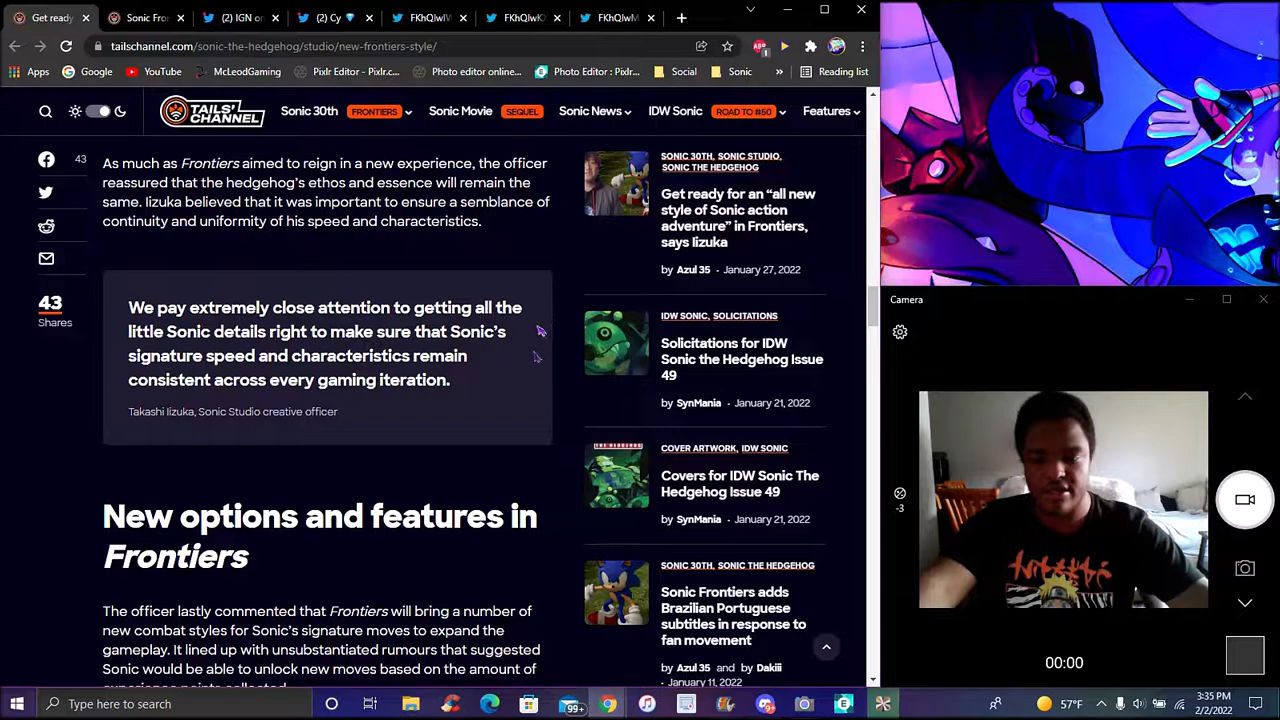 Get ready
Sonic Fro
(2) IGN o
(2) Cy
FKhQlwIW
FKhQlwK
FKhQlwM
tailschannel.com/sonic-the-hedgehog/studio/new-frontiers-style/
Apps
Google
YouTube
McLeodGaming
Pixlr Editor - Pixlr.c...
Photo editor online...
Photo Editor : Pixlr...
Social
Sonic
»
Reading list
TAILS' CHANNEL
Sonic 30th FRONTIERS
Sonic Movie SEQUEL
Sonic News
IDW Sonic ROAD TO #50
Features
43
43
Shares
As much as Frontiers aimed to reign in a new experience, the officer
reassured that the hedgehog's ethos and essence will remain the
same. Iizuka believed that it was important to ensure a semblance of
continuity and uniformity of his speed and characteristics.
We pay extremely close attention to getting all the
little Sonic details right to make sure that Sonic's
signature speed and characteristics remain
consistent across every gaming iteration.
Takashi Iizuka, Sonic Studio creative officer
New options and features in
Frontiers
The officer lastly commented that Frontiers will bring a number of
new combat styles for Sonic's signature moves to expand the
gameplay. It lined up with unsubstantiated rumours that suggested
Sonic would be able to unlock new moves based on the amount of
SONIC 30TH, SONIC STUDIO,
SONIC THE HEDGEHOG
Get ready for an “all new
style of Sonic action
adventure” in Frontiers,
says Iizuka
by Azul 35 - January 27, 2022
IDW SONIC, SOLICITATIONS
Solicitations for IDW
Sonic the Hedgehog Issue
49
by SynMania - January 21, 2022
COVER ARTWORK, IDW SONIC
Covers for IDW Sonic The
Hedgehog Issue 49
by SynMania - January 21, 2022
SONIC 30TH, SONIC THE HEDGEHOG
Sonic Frontiers adds
Brazilian Portuguese
subtitles in response to
fan movement
by Azul 35 and by Dakiii
- January 11, 2022
Camera
-3
00:00
Type here to search
99+
57°F
3:35 PM
2/2/2022